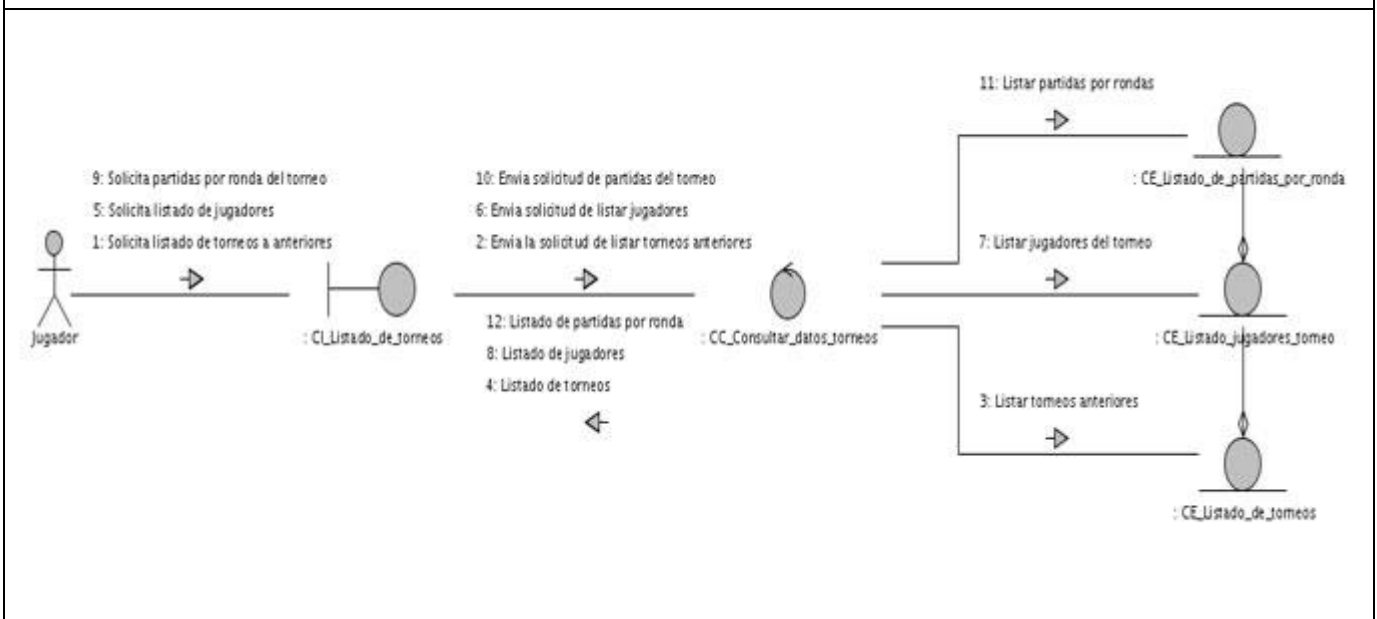 11: Listar partidas por rondas
: CE_Listado_de_partidas_por_ronda
9: Solicita partidas por ronda del torneo
5: Solicita listado de jugadores
1: Solicita listado de torneos a anteriores
Jugador
: CI_Listado_de_torneos
10: Envia solicitud de partidas del torneo
6: Envia solicitud de listar jugadores
2: Envia la solicitud de listar torneos anteriores
12: Listado de partidas por ronda
8: Listado de jugadores
4: Listado de torneos
: CC_Consultar_datos_torneos
7: Listar jugadores del torneo
: CE_Listado_jugadores_torneo
3: Listar torneos anteriores
: CE_Listado_de_torneos